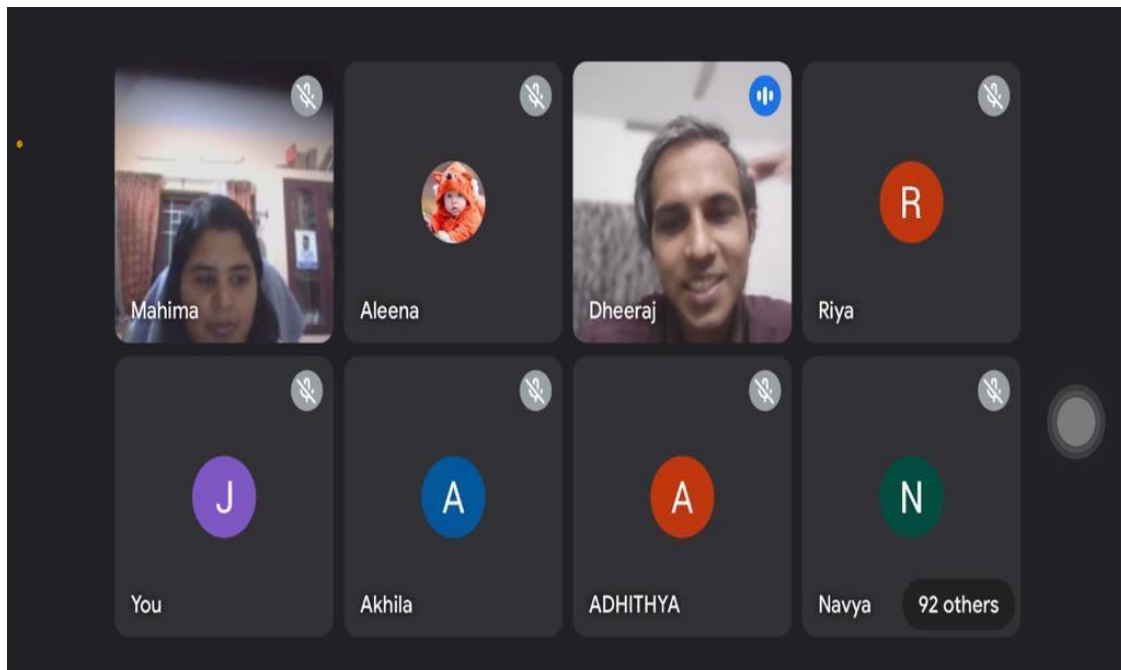 Mahima
Aleena
Dheeraj
R
Riya
J
You
A
Akhila
A
ADHITHYA
N
Navya
92 others